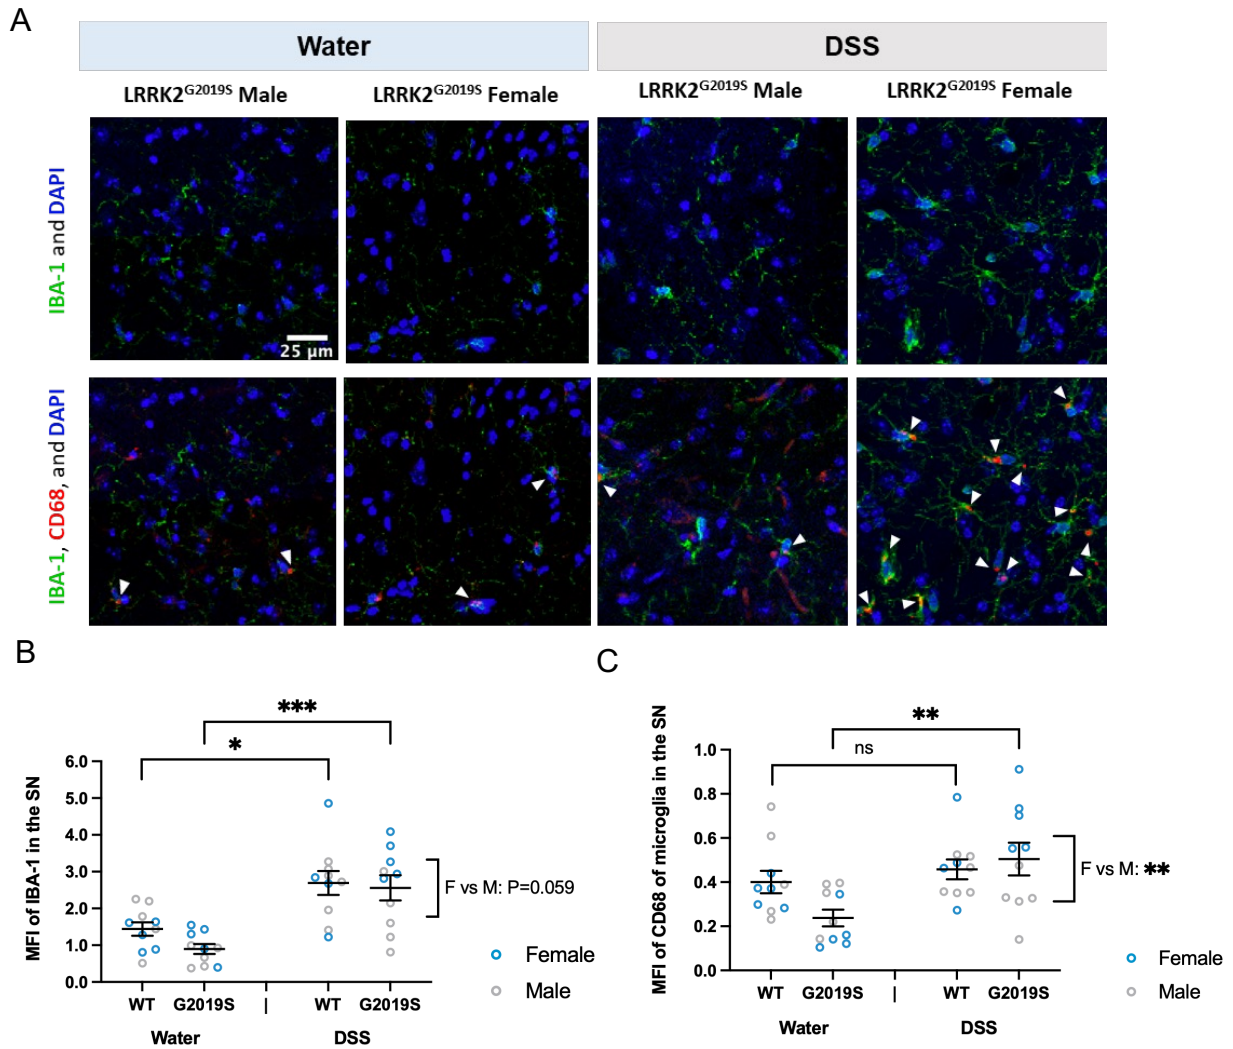 A
Water
DSS
LRRK2G2019S Male
LRRK2G2019S Female
LRRK2G2019S Male
LRRK2G2019S Female
IBA-1 and DAPI
25 µm
IBA-1, CD68, and DAPI
B
MFI of IBA-1 in the SN
6.0
5.0
4.0
3.0
2.0
1.0
0.0
***
*
F vs M: P=0.059
Female
Male
WT
G2019S
|
WT
G2019S
Water
DSS
C
MFI of CD68 of microglia in the SN
1.0
0.8
0.6
0.4
0.2
0.0
**
ns
F vs M: **
Female
Male
WT
G2019S
|
WT
G2019S
Water
DSS